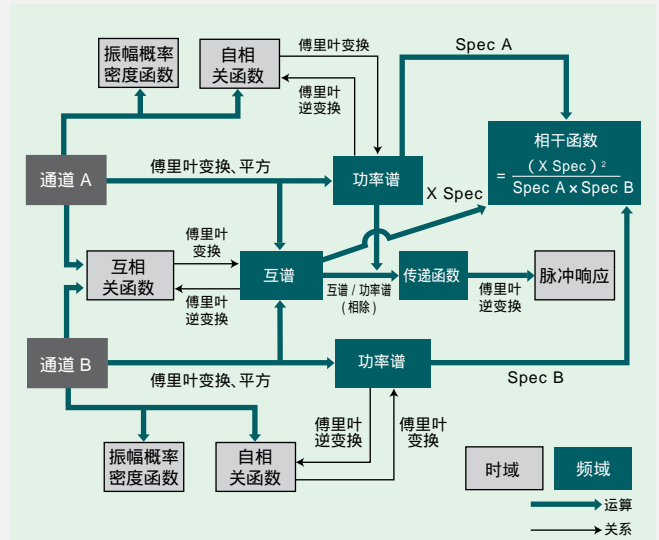 傅里叶变换
Spec A
振幅概率
密度函数
自相
关函数
傅里叶
逆变换
相干函数
= (X Spec)²
Spec A × Spec B
通道 A
傅里叶变换、平方
功率谱
X Spec
互相
关函数
傅里叶
变换
傅里叶
逆变换
互谱
互谱 / 功率谱
(相除)
传递函数
傅里叶
逆变换
脉冲响应
通道 B
傅里叶变换、平方
功率谱
Spec B
傅里叶
逆变换
傅里叶
变换
振幅概率
密度函数
自相
关函数
时域
频域
运算
关系